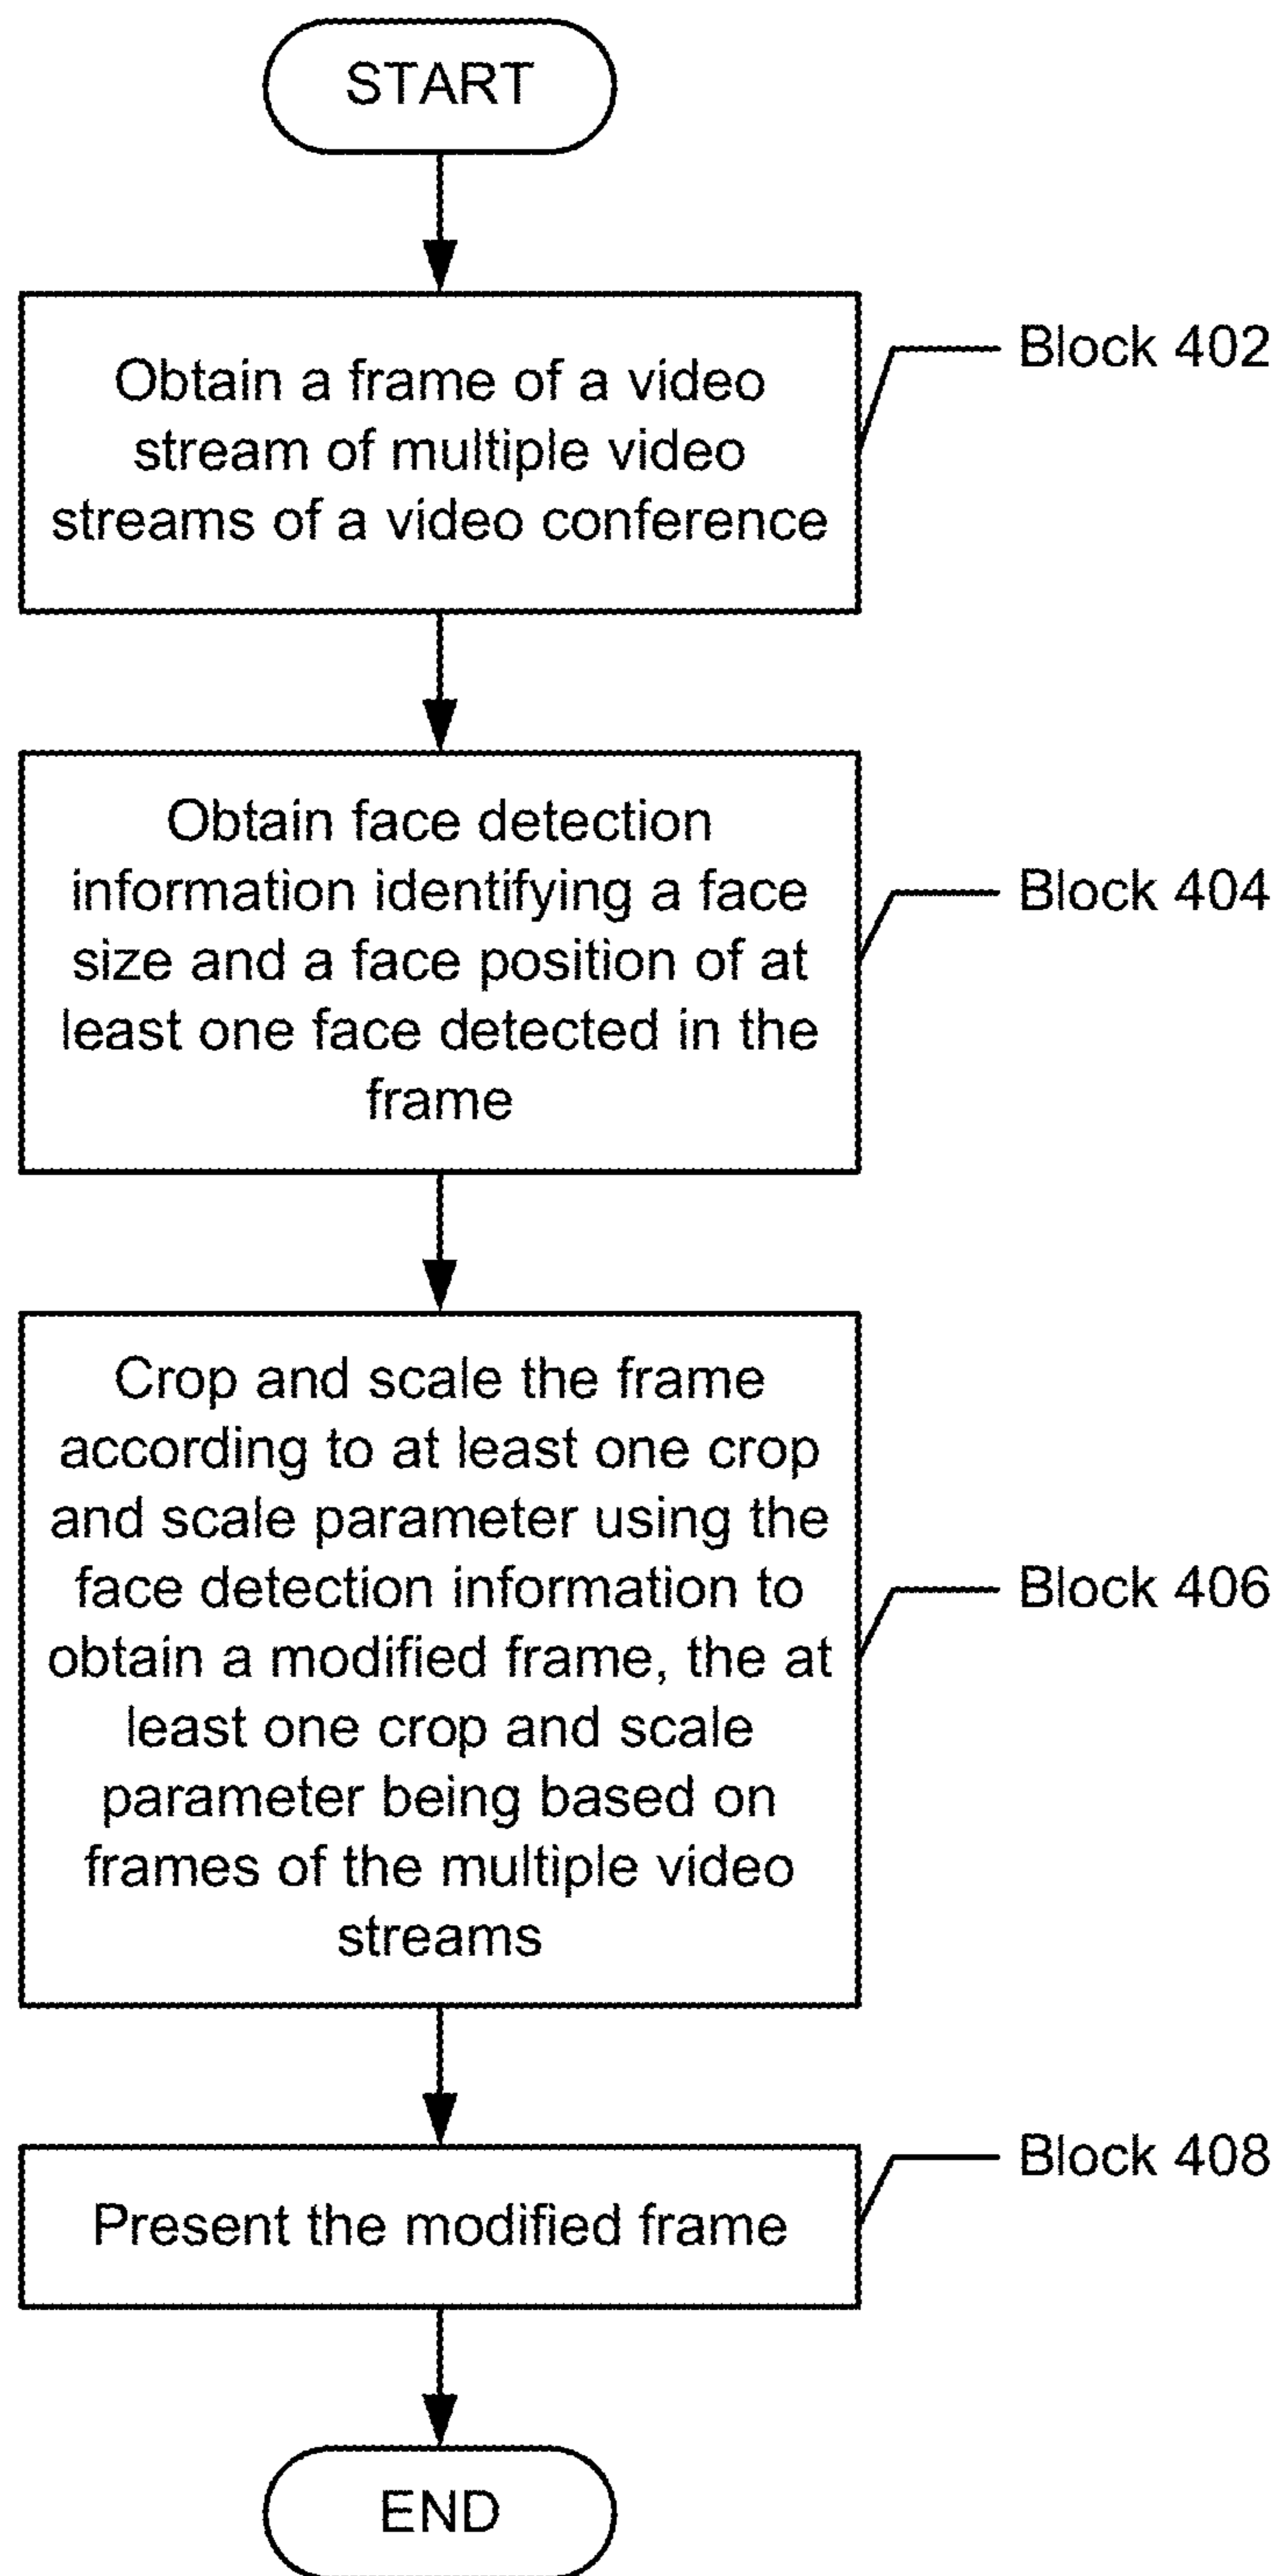 START
Obtain a frame of a video
stream of multiple video
streams of a video conference
Block 402
Obtain face detection
information identifying a face
size and a face position of at
least one face detected in the
frame
Block 404
Crop and scale the frame
according to at least one crop
and scale parameter using the
face detection information to
obtain a modified frame, the at
least one crop and scale
parameter being based on
frames of the multiple video
streams
Block 406
Present the modified frame
Block 408
END